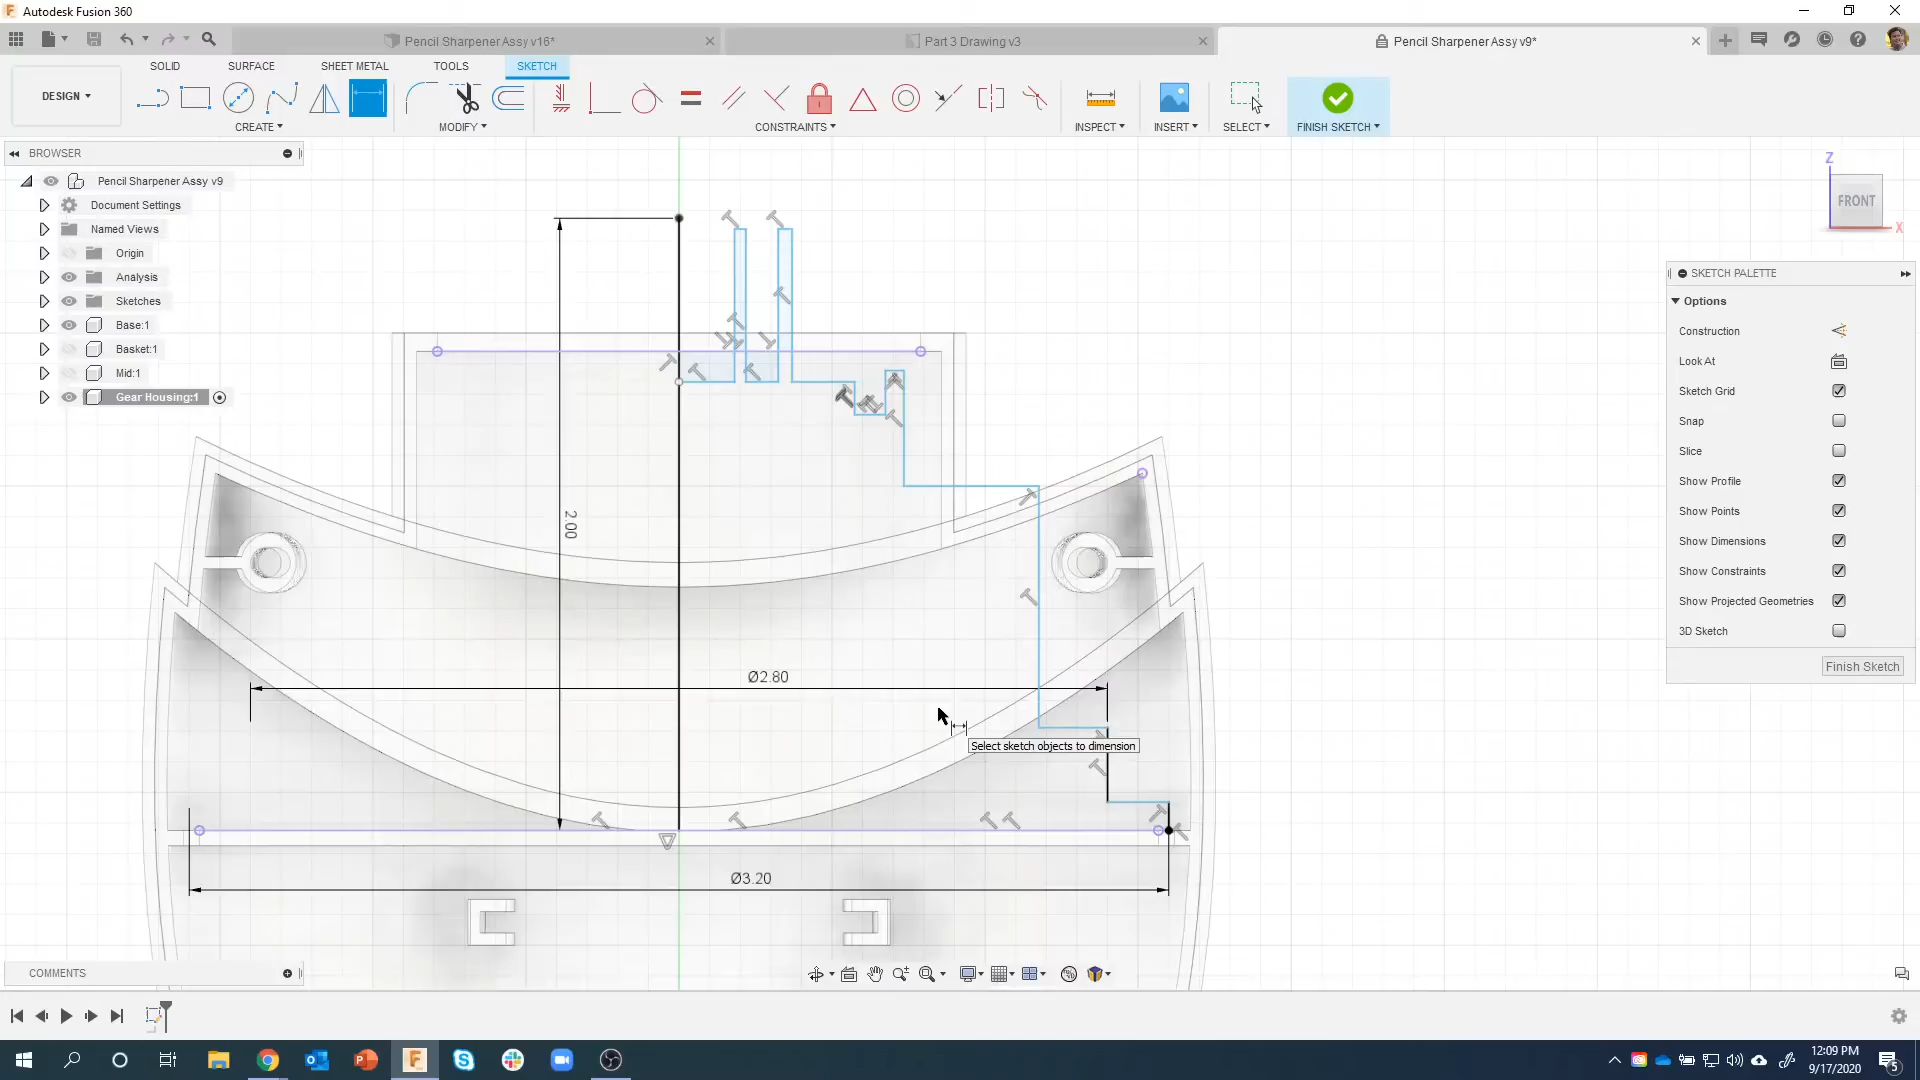 Autodesk Fusion 360
Pencil Sharpener Assy v16*
Part 3 Drawing v3
Pencil Sharpener Assy v9*
SOLID SURFACE SHEET METAL TOOLS SKETCH
DESIGN
CREATE MODIFY CONSTRAINTS INSPECT INSERT SELECT FINISH SKETCH
BROWSER
Pencil Sharpener Assy v9
Document Settings
Named Views
Origin
Analysis
Sketches
Base:1
Basket:1
Mid:1
Gear Housing:1
Z
FRONT
X
SKETCH PALETTE
Options
Construction
Look At
Sketch Grid
Snap
Slice
Show Profile
Show Points
Show Dimensions
Show Constraints
Show Projected Geometries
3D Sketch
Finish Sketch
2.00
Ø2.80
Select sketch objects to dimension
Ø3.20
COMMENTS
12:09 PM
9/17/2020
5